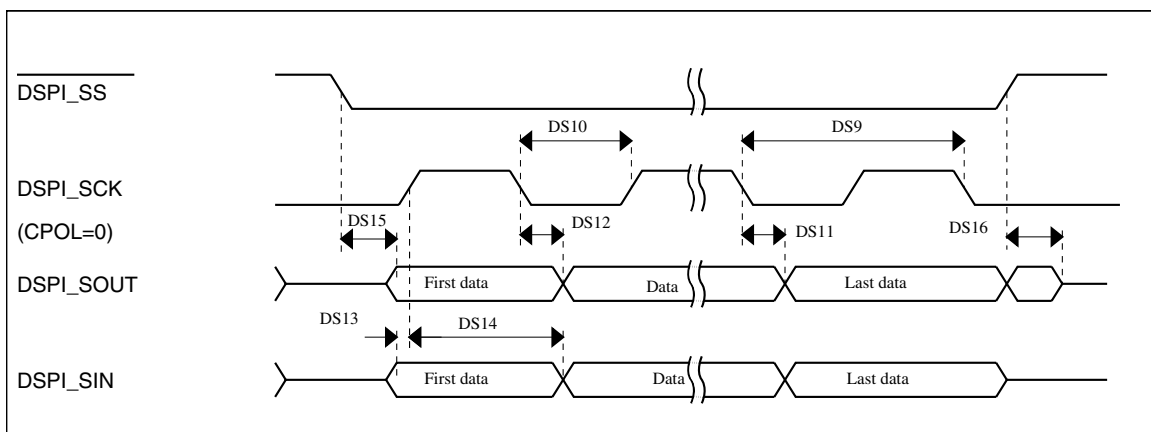 DSPI_SS
DS10
DS9
DSPI_SCK
(CPOL=0)
DS15
DS12
DS11
DS16
DSPI_SOUT
First data
Data
Last data
DS13
DS14
DSPI_SIN
First data
Data
Last data